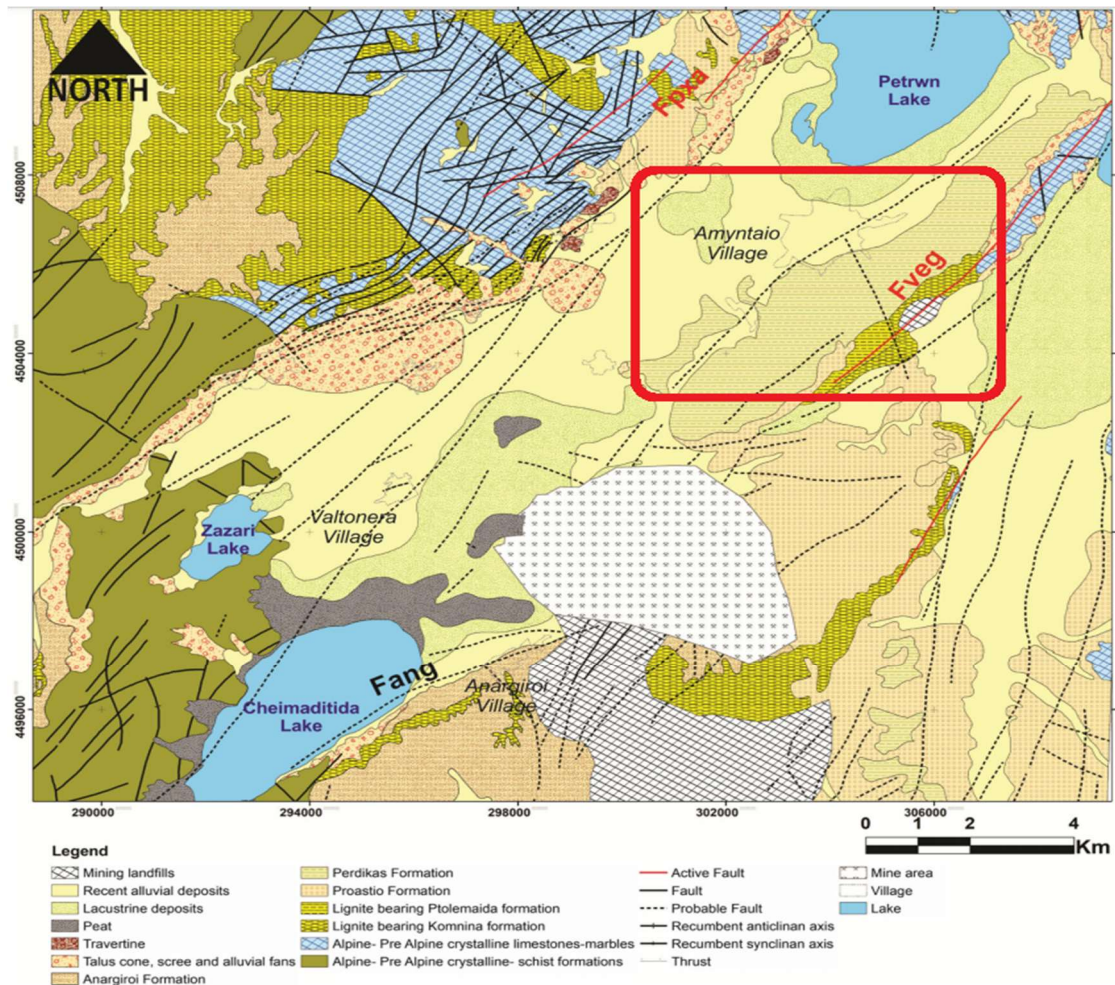 NORTH
Fpxa
Petrwn
Lake
4508000
Amyntaio
Village
Fveg
4504000
Valtonera
Village
Zazari
Lake
4500000
Fang
Anargiroi
Village
Cheimaditida
Lake
4496000
290000
294000
298000
302000
306000
0 1 2 4
Km
Legend
Mining landfills
Recent alluvial deposits
Lacustrine deposits
Peat
Travertine
Talus cone, scree and alluvial fans
Anargiroi Formation
Perdikas Formation
Proastio Formation
Lignite bearing Ptolemaida formation
Lignite bearing Komnina formation
Alpine- Pre Alpine crystalline limestones-marbles
Alpine- Pre Alpine crystalline- schist formations
Active Fault
Fault
Probable Fault
Recumbent anticlinan axis
Recumbent synclinan axis
Thrust
Mine area
Village
Lake